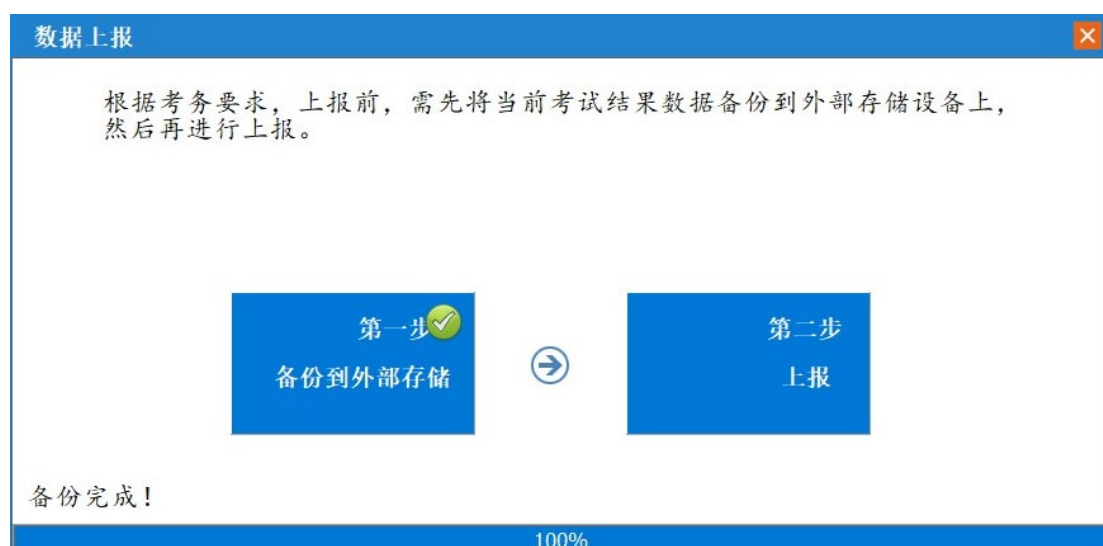 数据上报
根据考务要求，上报前，需先将当前考试结果数据备份到外部存储设备上，
然后再进行上报。
第一步
备份到外部存储
第二步
上报
备份完成！
100%